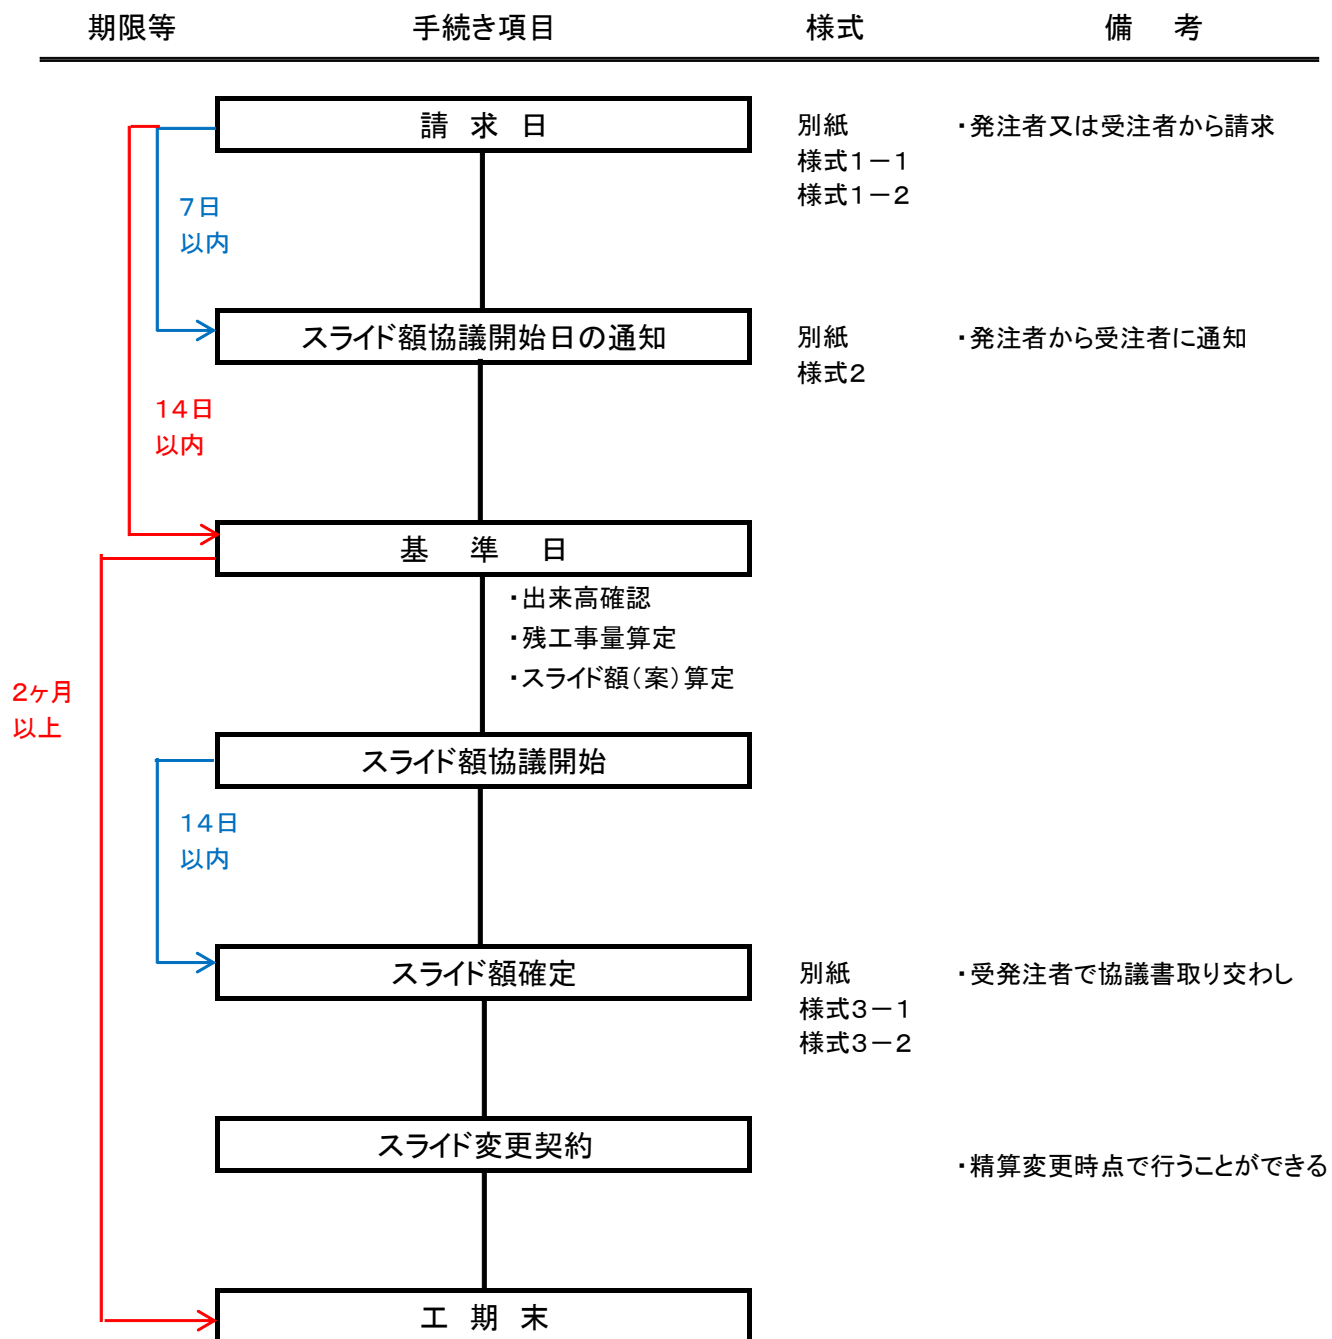 期限等　手続き項目　様式　備　考
請　求　日
別紙
様式１－１
様式１－２
・発注者又は受注者から請求
7日
以内
スライド額協議開始日の通知
別紙
様式２
・発注者から受注者に通知
14日
以内
基　準　日
・出来高確認
・残工事量算定
・スライド額（案）算定
2ヶ月
以上
スライド額協議開始
14日
以内
スライド額確定
別紙
様式３－１
様式３－２
・受発注者で協議書取り交わし
スライド変更契約
・精算変更時点で行うことができる
工　期　末